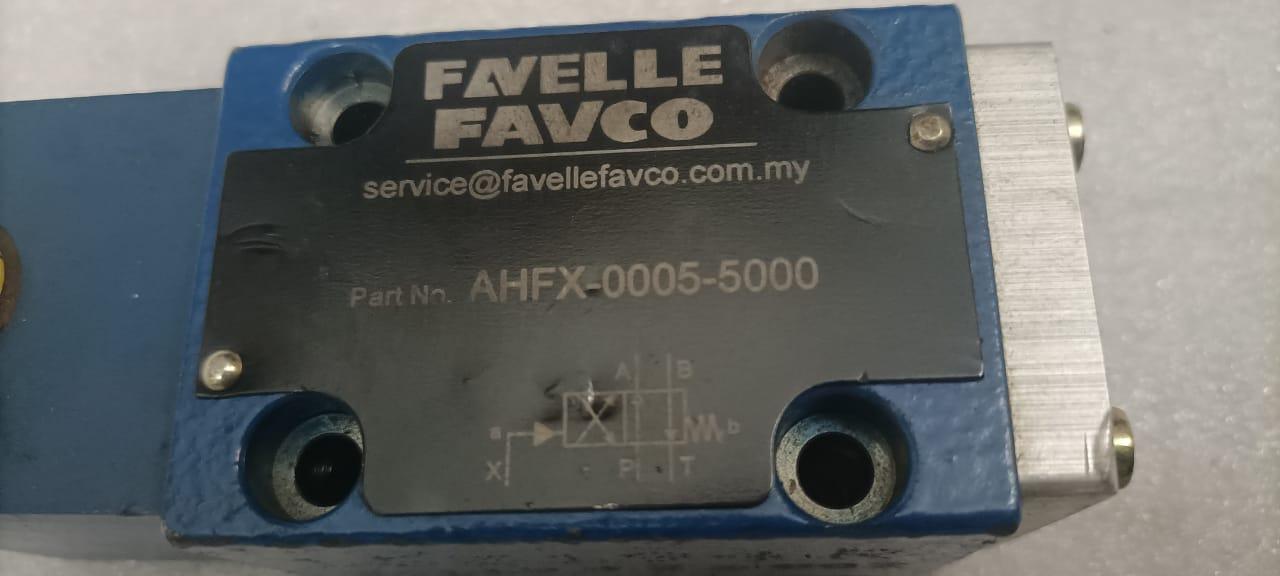 FAVELLE
FAVCO
service@favellefavco.com.my
Part No. AHFX-0005-5000
A B
a b
X P T